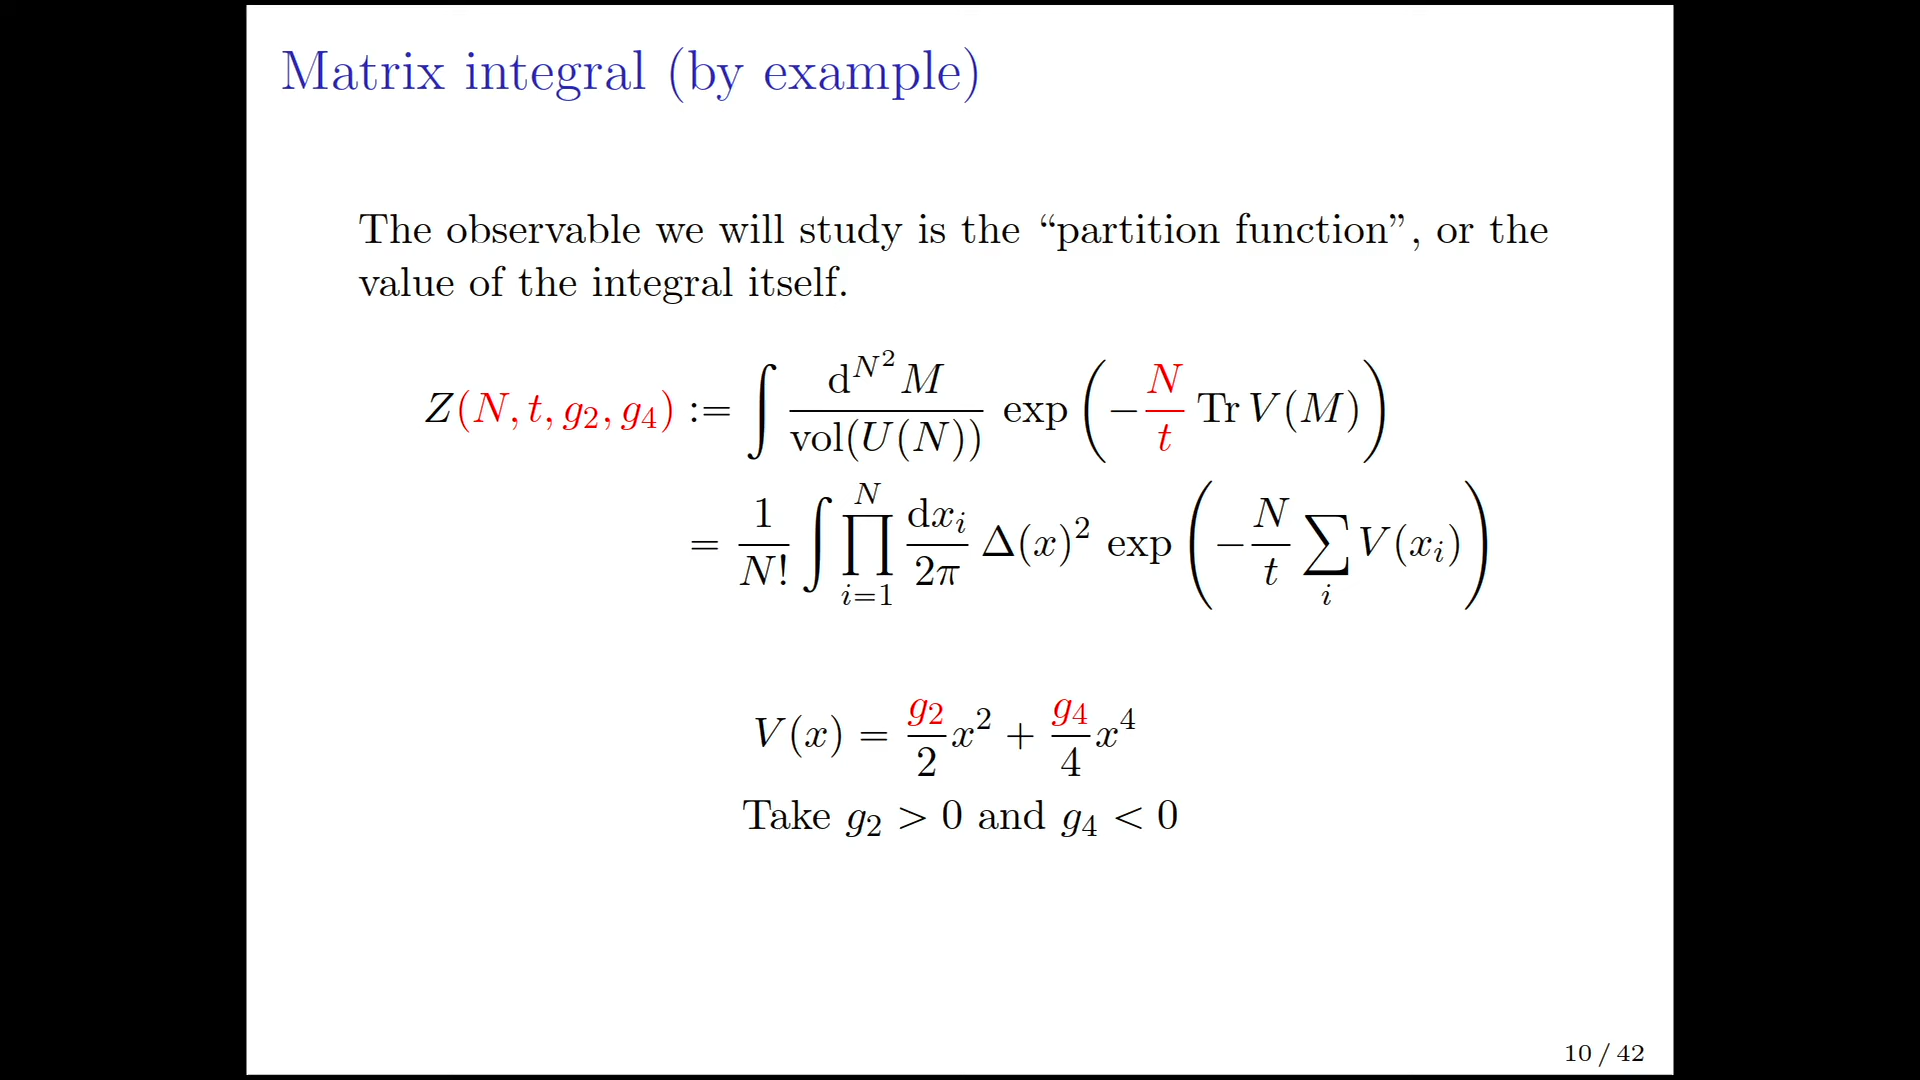 Matrix integral (by example)
The observable we will study is the “partition function”, or the
value of the integral itself.
Z(N, t, g₂, g₄) := ∫ d^{N²}M / vol(U(N)) exp(−N/t Tr V(M))
= 1/N! ∫ ∏_{i=1}^{N} dx_i/2π Δ(x)² exp(−N/t ∑_i V(x_i))
V(x) = g₂/2 x² + g₄/4 x⁴
Take g₂ > 0 and g₄ < 0
10 / 42